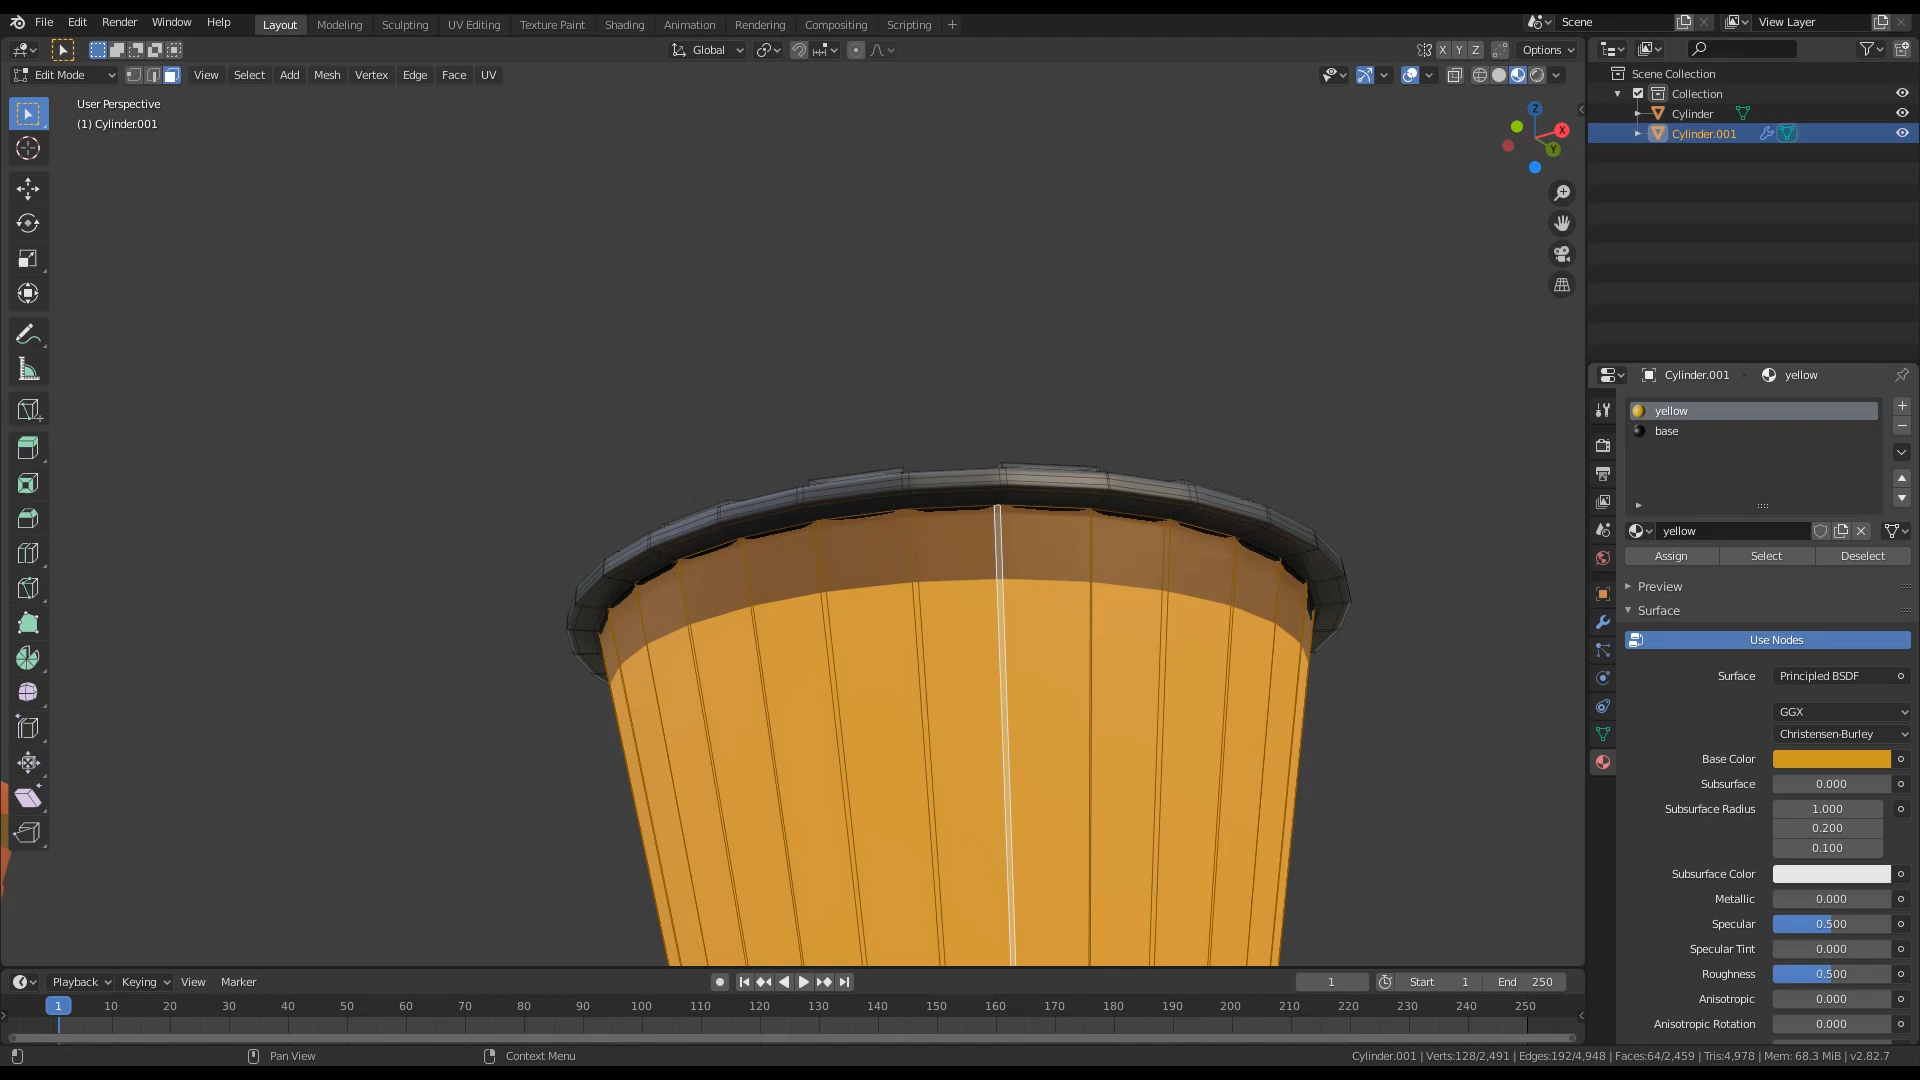 File Edit Render Window Help Layout Modeling Sculpting UV Editing Texture Paint Shading Animation Rendering Compositing Scripting + Scene View Layer
Global X Y Z Options
Edit Mode View Select Add Mesh Vertex Edge Face UV
User Perspective
(1) Cylinder.001
Z
X
Y
Scene Collection
Collection
Cylinder
Cylinder.001
Cylinder.001 yellow
yellow
base
yellow
Assign Select Deselect
Preview
Surface
Use Nodes
Surface Principled BSDF
GGX
Christensen-Burley
Base Color
Subsurface 0.000
Subsurface Radius 1.000
0.200
0.100
Subsurface Color
Metallic 0.000
Specular 0.500
Specular Tint 0.000
Roughness 0.500
Anisotropic 0.000
Anisotropic Rotation 0.000
Playback Keying View Marker 1 Start 1 End 250
1 10 20 30 40 50 60 70 80 90 100 110 120 130 140 150 160 170 180 190 200 210 220 230 240 250
Pan View Context Menu Cylinder.001 | Verts:128/2,491 | Edges:192/4,948 | Faces:64/2,459 | Tris:4,978 | Mem: 68.3 MiB | v2.82.7